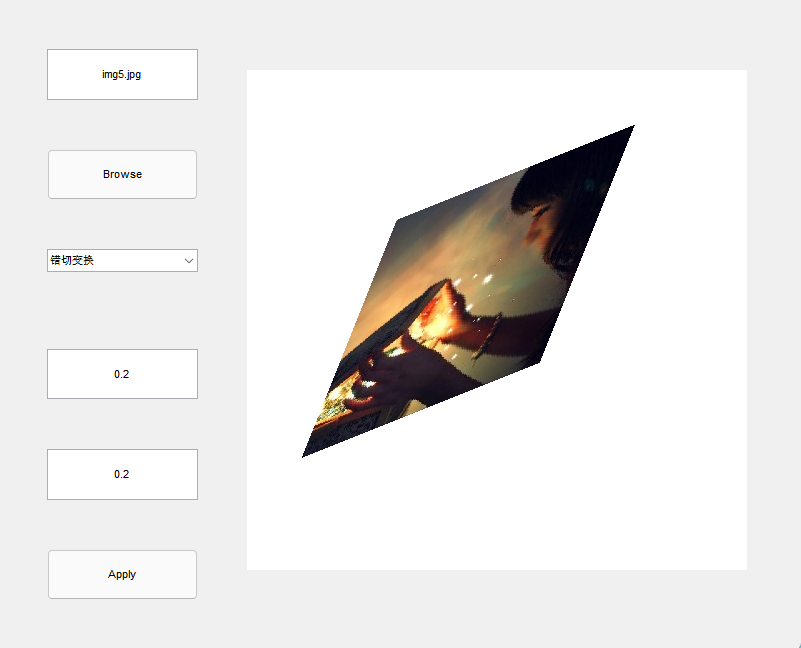 img5.jpg
Browse
错切变换
0.2
0.2
Apply